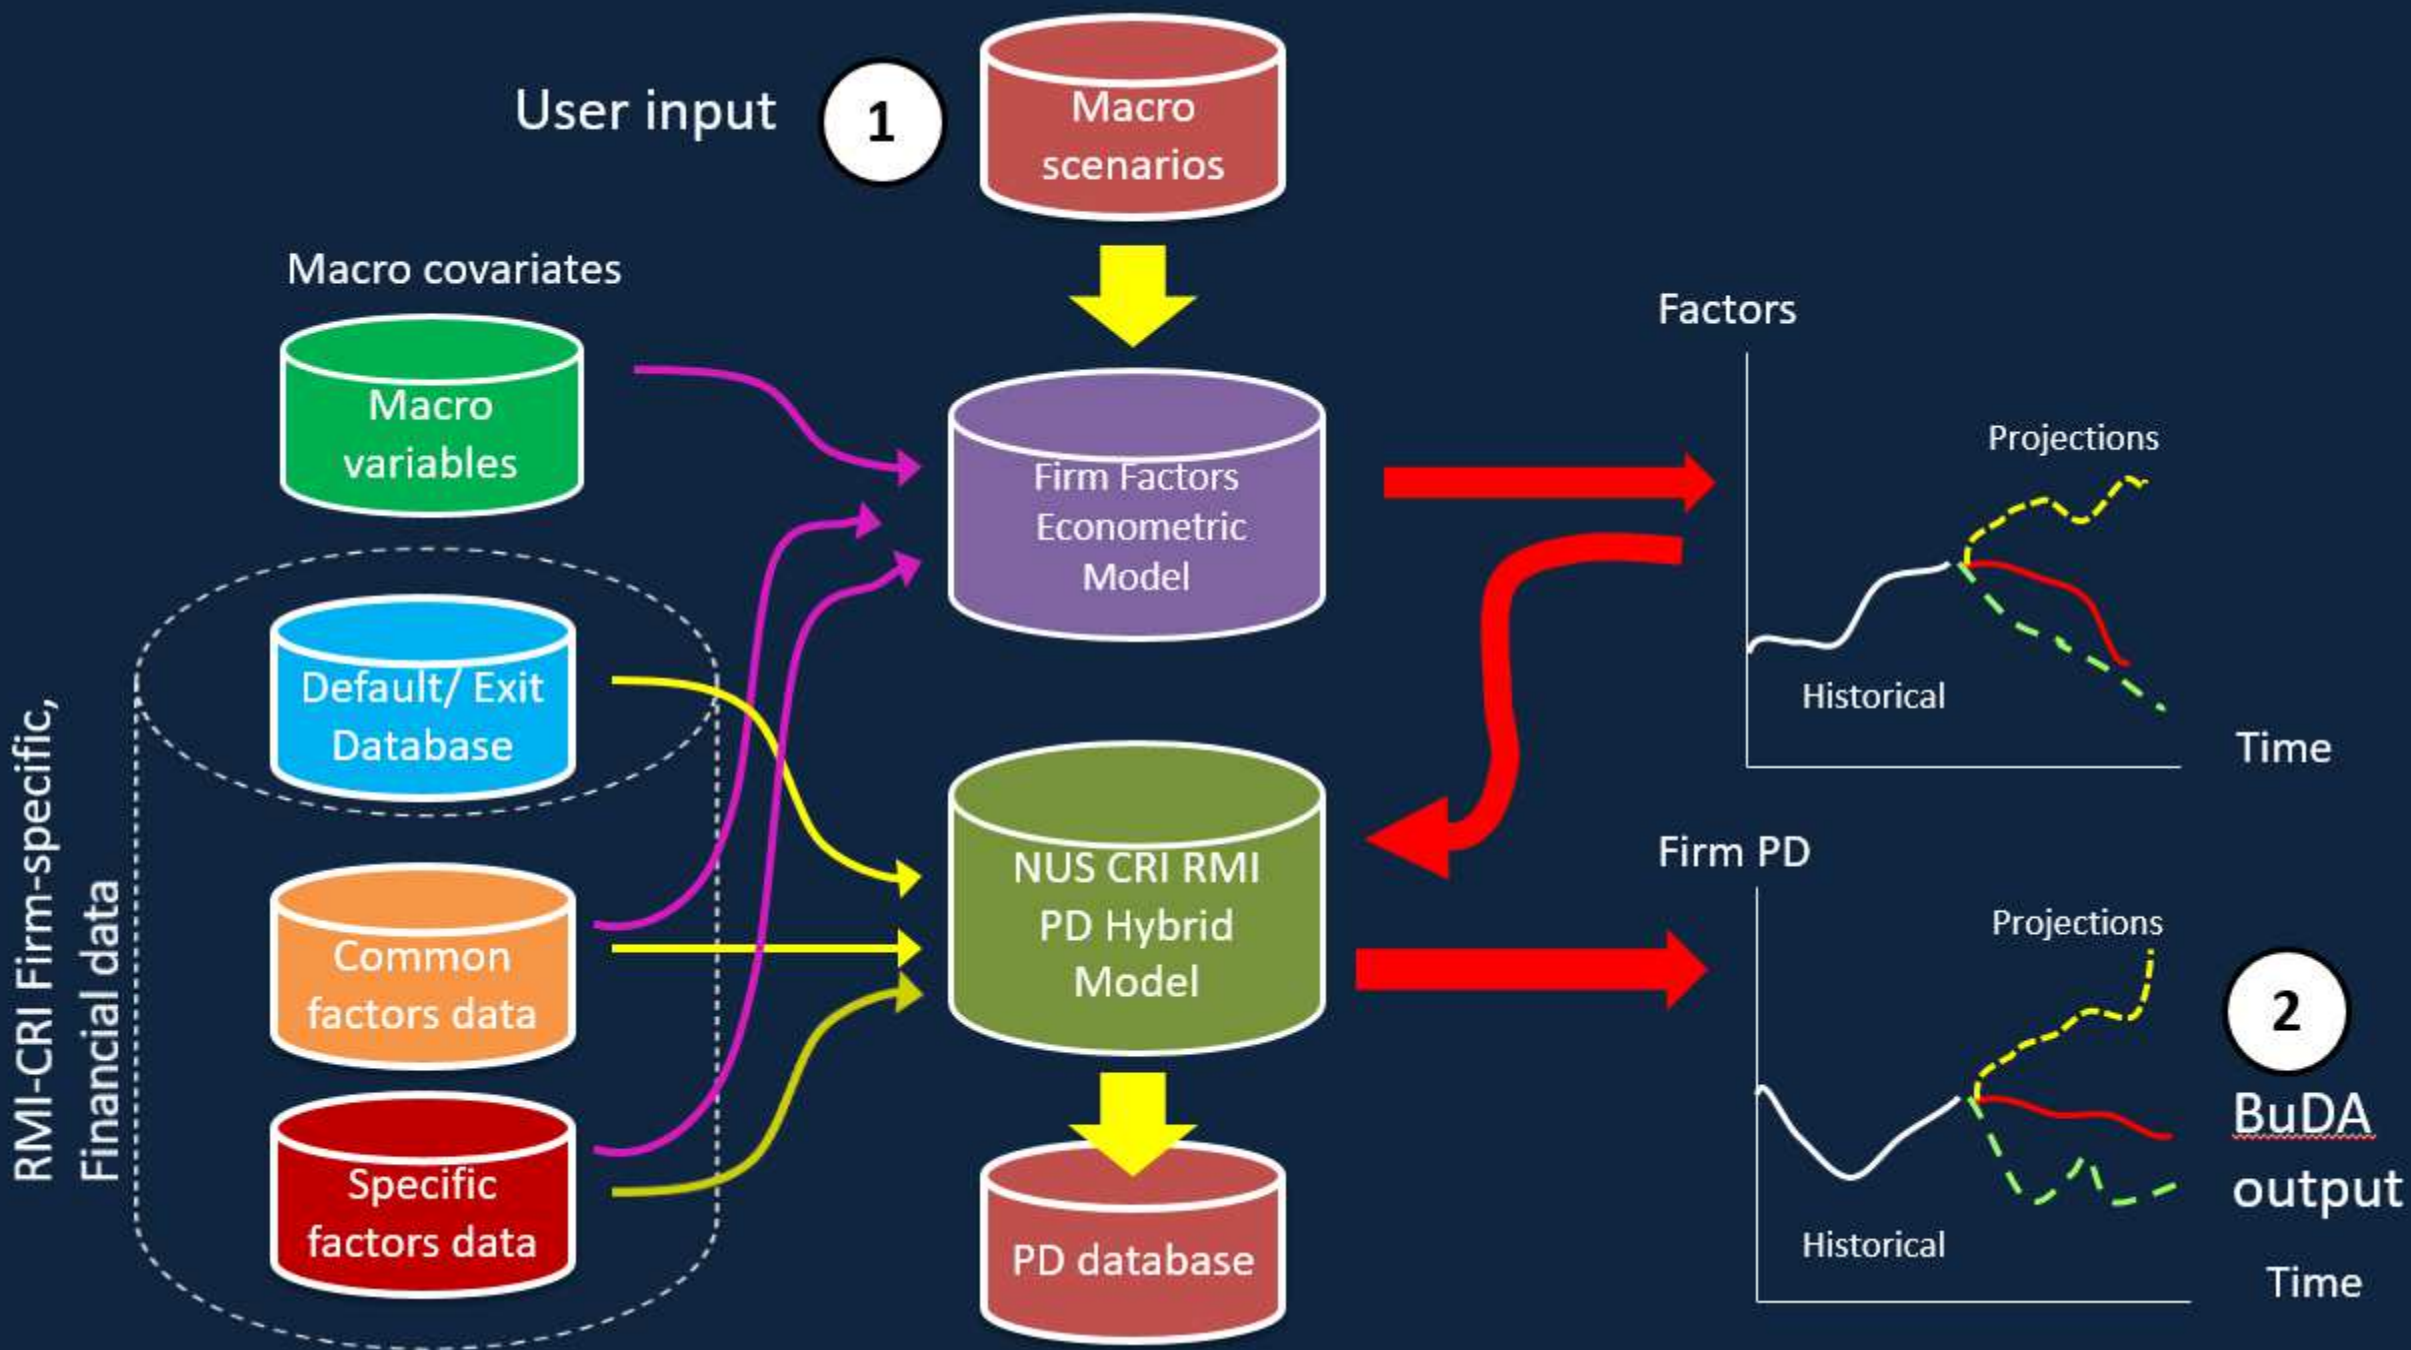 User input
1
Macro
scenarios
Macro covariates
Macro
variables
Firm Factors
Econometric
Model
Factors
Projections
Historical
Time
RMI-CRI Firm-specific,
Financial data
Default/ Exit
Database
Common
factors data
Specific
factors data
NUS CRI RMI
PD Hybrid
Model
PD database
Firm PD
Projections
Historical
2
BuDA
output
Time